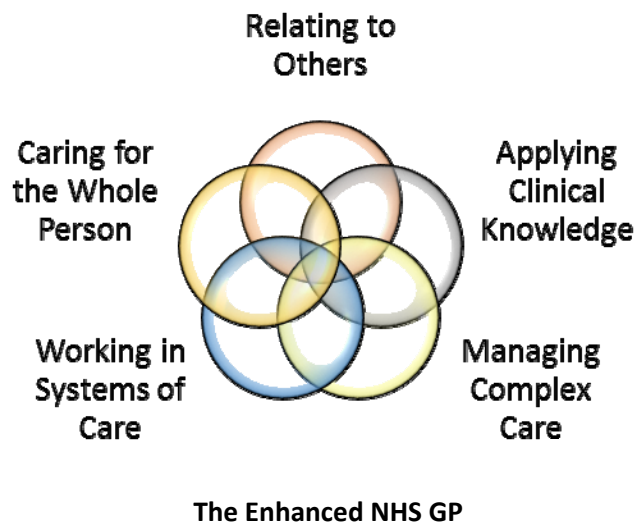 Relating to
Others
Caring for
the Whole
Person
Applying
Clinical
Knowledge
Working in
Systems of
Care
Managing
Complex
Care
The Enhanced NHS GP